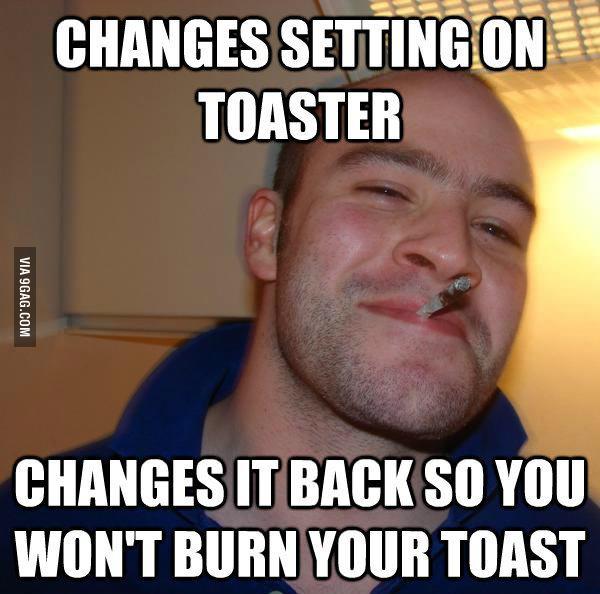 CHANGES SETTING ON
TOASTER
VIA 9GAG.COM
CHANGES IT BACK SO YOU
WON'T BURN YOUR TOAST